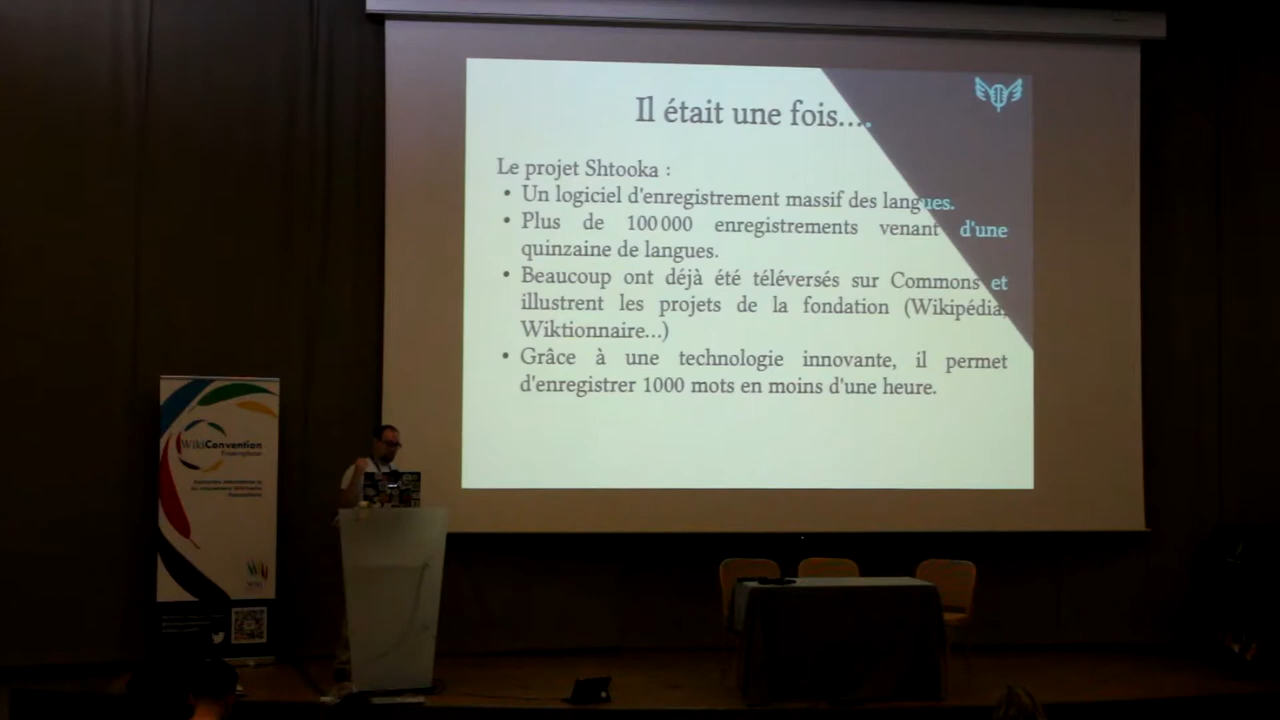 Il était une fois....
Le projet Shtooka :
• Un logiciel d'enregistrement massif des langues.
• Plus de 100 000 enregistrements venant d'une
quinzaine de langues.
• Beaucoup ont déjà été téléversés sur Commons et
illustrent les projets de la fondation (Wikipédia,
Wiktionnaire...)
• Grâce à une technologie innovante, il permet
d'enregistrer 1000 mots en moins d'une heure.
WikiConvention
Francophone